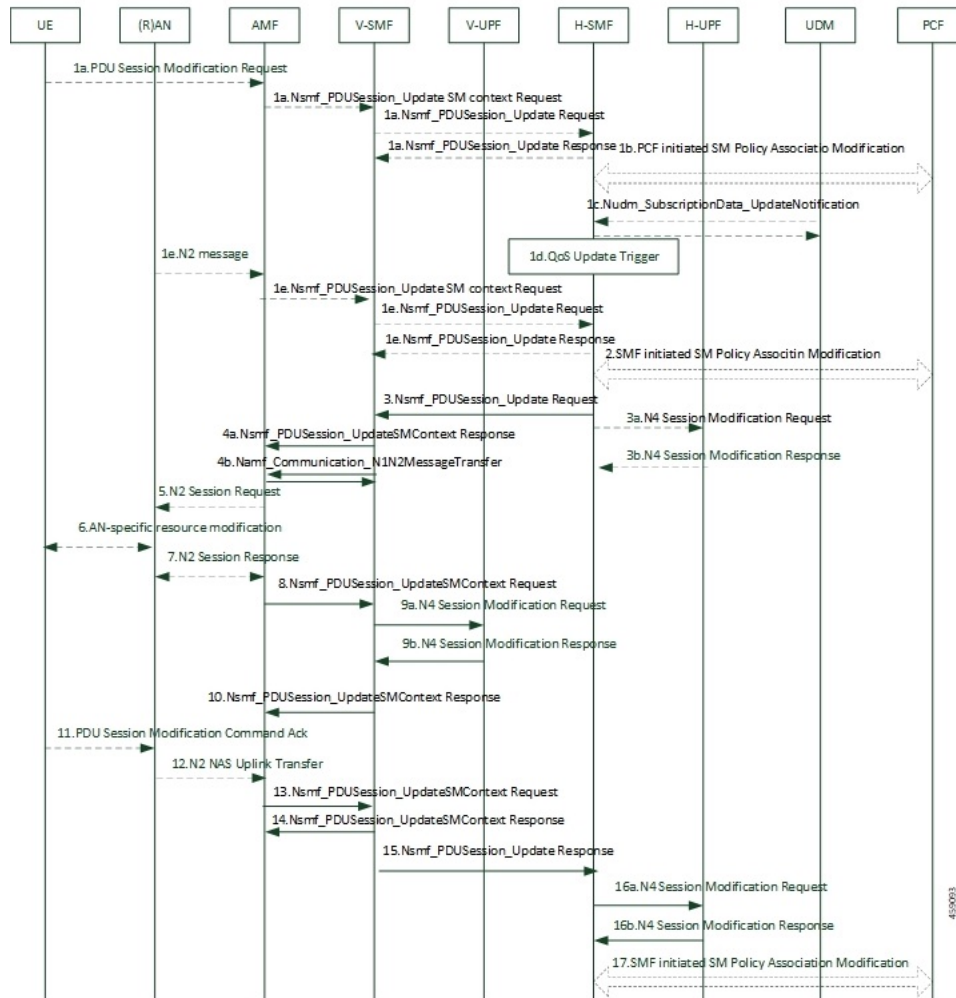 UE
(R)AN
AMF
V-SMF
V-UPF
H-SMF
H-UPF
UDM
PCF
1a.PDU Session Modification Request
1a.Nsmf_PDUSession_Update SM context Request
1a.Nsmf_PDUSession_Update Request
1a.Nsmf_PDUSession_Update Response
1b.PCF initiated SM Policy Associatio Modification
1c.Nudm_SubscriptionData_UpdateNotification
1d.QoS Update Trigger
1e.N2 message
1e.Nsmf_PDUSession_Update SM context Request
1e.Nsmf_PDUSession_Update Request
1e.Nsmf_PDUSession_Update Response
2.SMF initiated SM Policy Associtin Modification
3.Nsmf_PDUSession_Update Request
3a.N4 Session Modification Request
4a.Nsmf_PDUSession_UpdateSMContext Response
4b.Namf_Communication_N1N2MessageTransfer
3b.N4 Session Modification Response
5.N2 Session Request
6.AN-specific resource modification
7.N2 Session Response
8.Nsmf_PDUSession_UpdateSMContext Request
9a.N4 Session Modification Request
9b.N4 Session Modification Response
10.Nsmf_PDUSession_UpdateSMContext Response
11.PDU Session Modification Command Ack
12.N2 NAS Uplink Transfer
13.Nsmf_PDUSession_UpdateSMContext Request
14.Nsmf_PDUSession_UpdateSMContext Response
15.Nsmf_PDUSession_Update Response
16a.N4 Session Modification Request
16b.N4 Session Modification Response
17.SMF initiated SM Policy Association Modification
459093